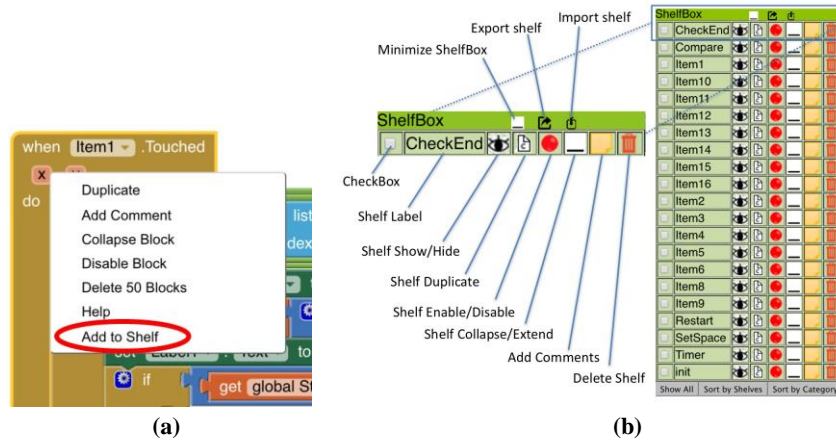 when Item1 .Touched
x
do
Duplicate
Add Comment
Collapse Block
Disable Block
Delete 50 Blocks
Help
Add to Shelf
list
dex
to
if
get global St
(a)
Export shelf
Import shelf
Minimize ShelfBox
ShelfBox
CheckEnd
CheckBox
Shelf Label
Shelf Show/Hide
Shelf Duplicate
Shelf Enable/Disable
Shelf Collapse/Extend
Add Comments
Delete Shelf
ShelfBox
CheckEnd
Compare
Item1
Item10
Item11
Item12
Item13
Item14
Item15
Item16
Item2
Item3
Item4
Item5
Item6
Item8
Item9
Restart
SetSpace
Timer
init
Show All Sort by Shelves Sort by Category
(b)